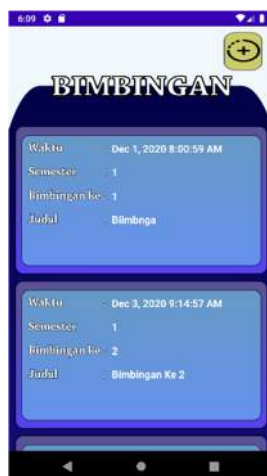 6:09
BIMBINGAN
Waktu : Dec 1, 2020 8:00:59 AM
Semester : 1
Bimbingan ke : 1
Judul : Bilmbnga
Waktu : Dec 3, 2020 9:14:57 AM
Semester : 1
Bimbingan ke : 2
Judul : Bimbingan Ke 2